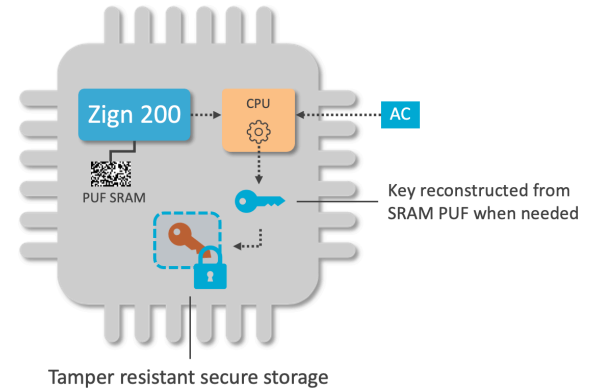 Zign 200
CPU
AC
PUF SRAM
Key reconstructed from
SRAM PUF when needed
Tamper resistant secure storage